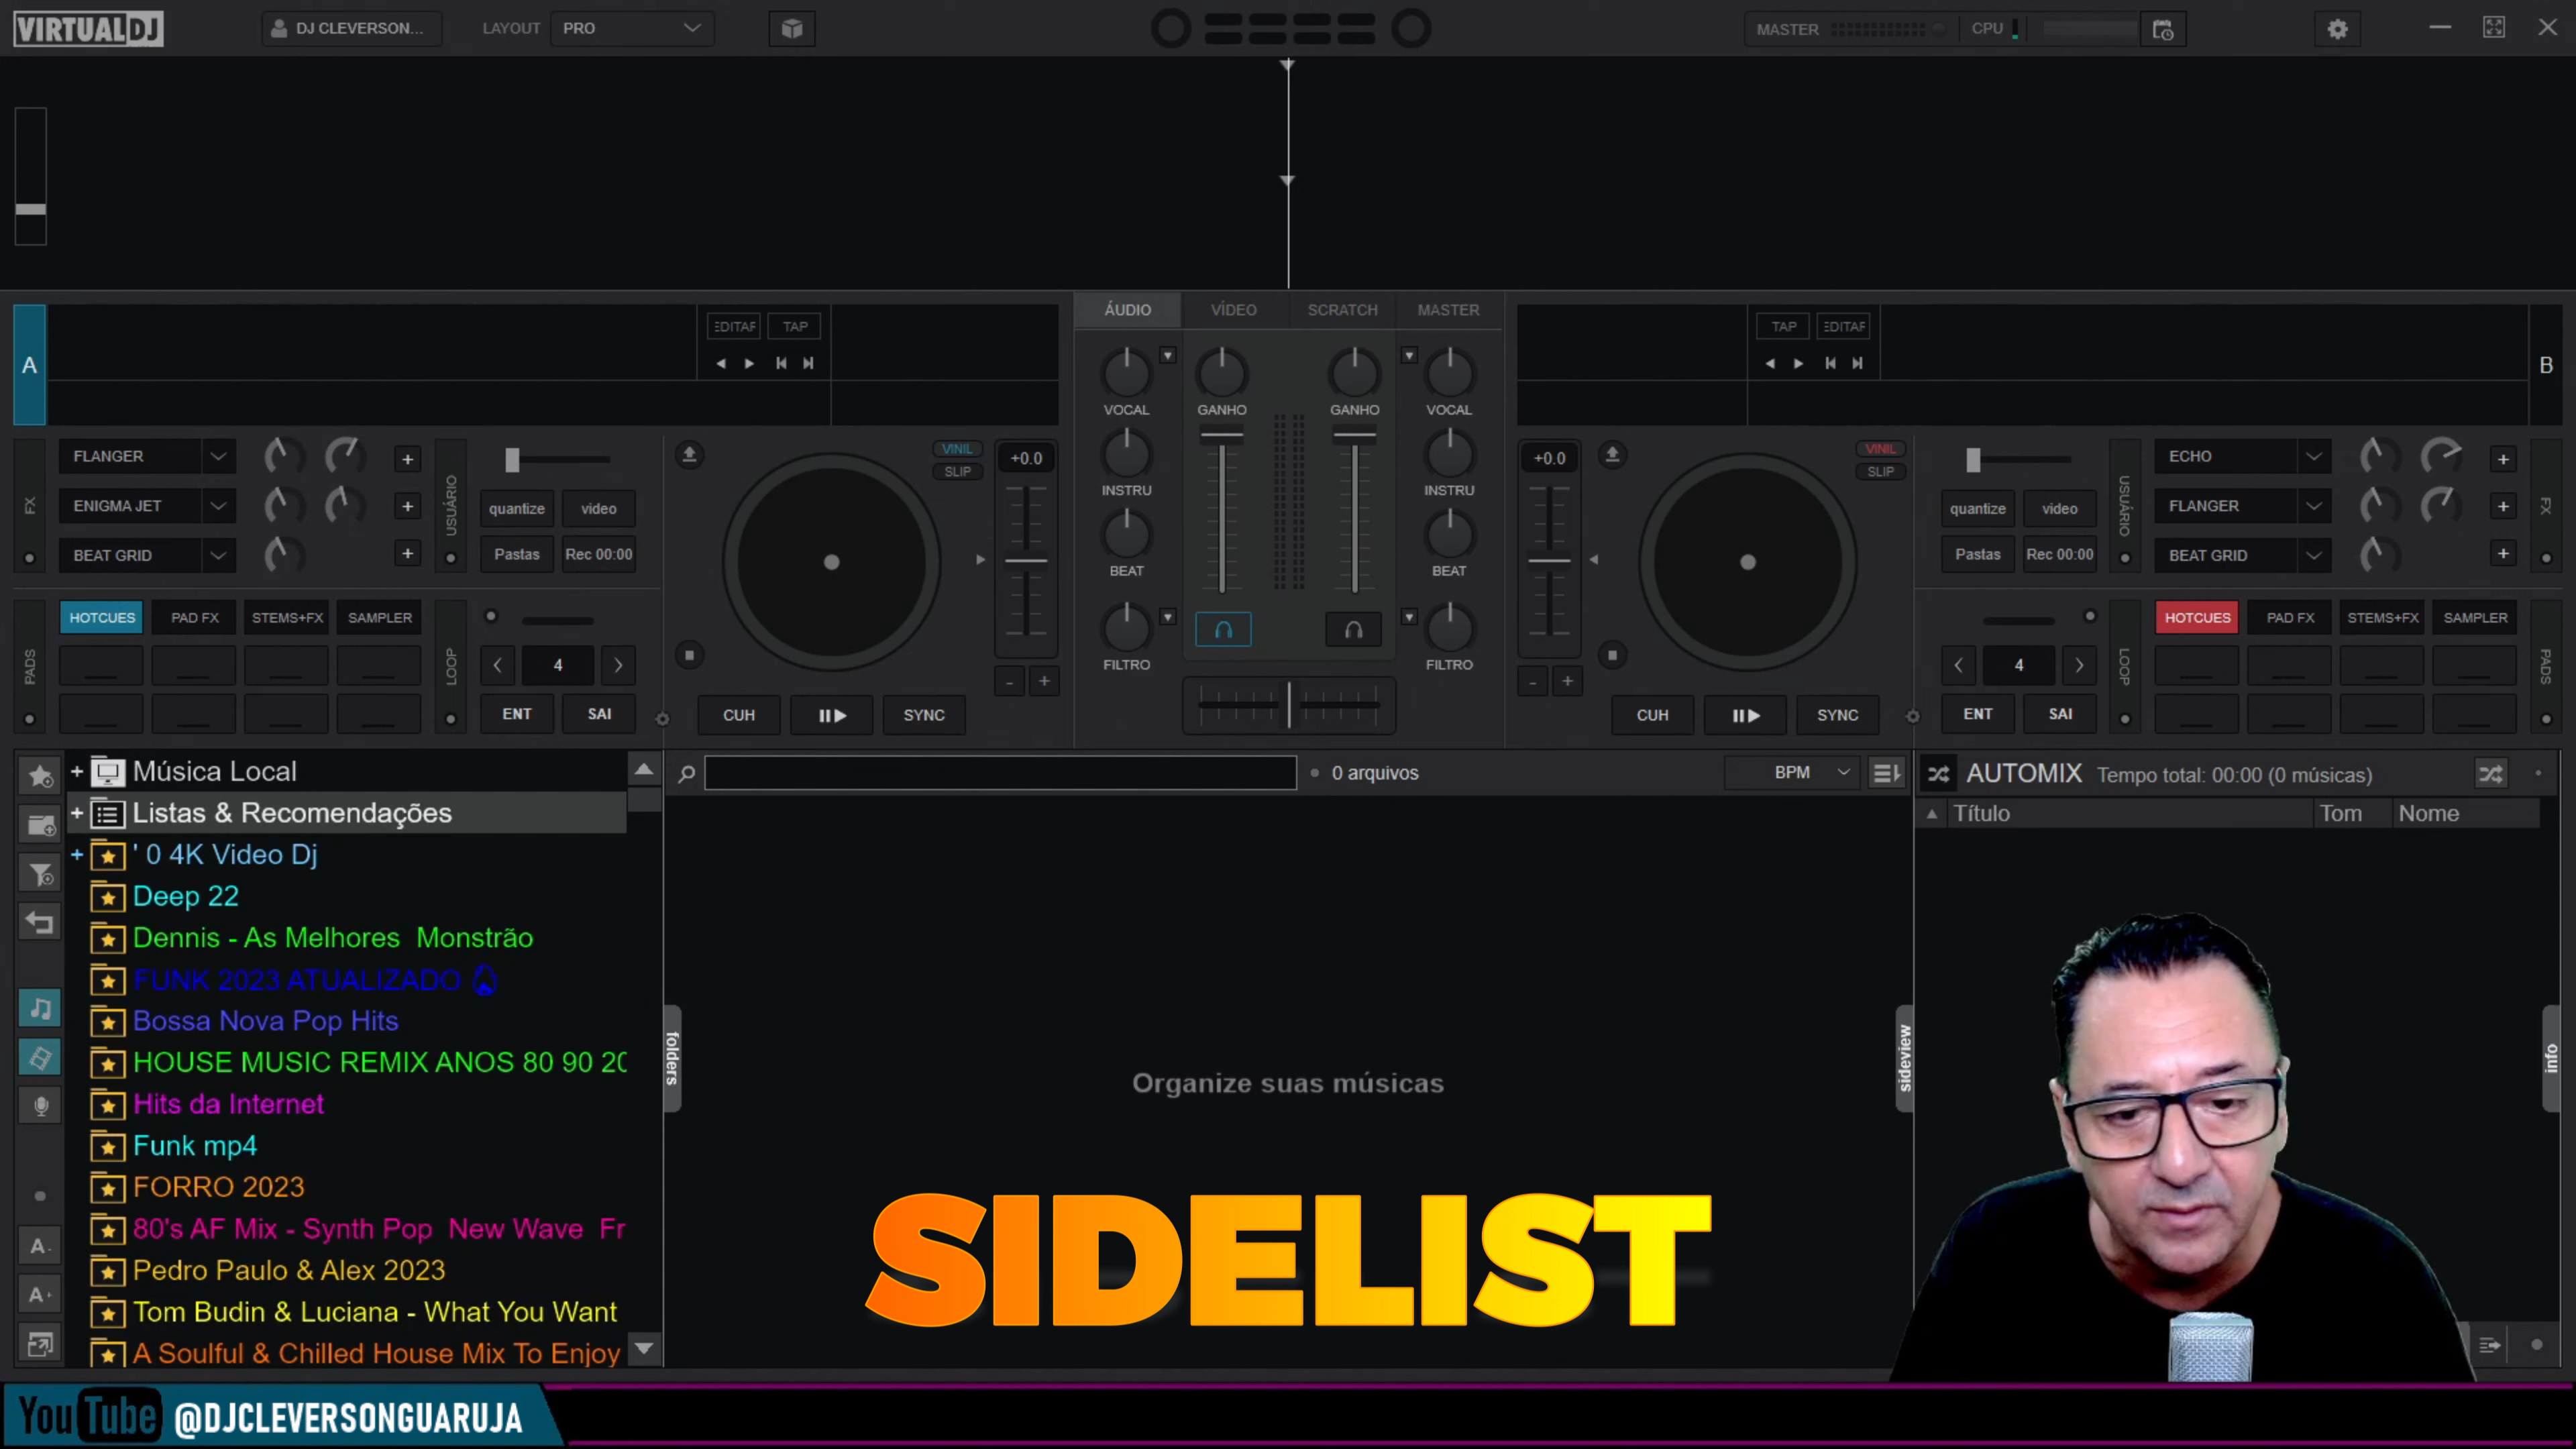 VIRTUALDJ
DJ CLEVERSON...
LAYOUT PRO
MASTER
CPU
A
EDITAR TAP
ÁUDIO VÍDEO SCRATCH MASTER
TAP EDITAR
B
VOCAL GANHO GANHO VOCAL
INSTRU INSTRU
BEAT BEAT
FILTRO FILTRO
FX
FLANGER
ENIGMA JET
BEAT GRID
USUÁRIO
quantize video
Pastas Rec 00:00
VINIL
SLIP
+0.0
+0.0
VINIL
SLIP
quantize video
Pastas Rec 00:00
USUÁRIO
ECHO
FLANGER
BEAT GRID
FX
PADS
HOTCUES PAD FX STEMS+FX SAMPLER
LOOP
4
ENT SAI
CUH SYNC
- +
- +
CUH SYNC
4
ENT SAI
LOOP
HOTCUES PAD FX STEMS+FX SAMPLER
PADS
+ Música Local
+ Listas & Recomendações
+ ' 0 4K Video Dj
Deep 22
Dennis - As Melhores  Monstrão
FUNK 2023 ATUALIZADO
Bossa Nova Pop Hits
HOUSE MUSIC REMIX ANOS 80 90 20
Hits da Internet
Funk mp4
FORRO 2023
80's AF Mix - Synth Pop  New Wave  Fr
Pedro Paulo & Alex 2023
Tom Budin & Luciana - What You Want
A Soulful & Chilled House Mix To Enjoy
A-
A+
folders
0 arquivos
BPM
Organize suas músicas
sideview
AUTOMIX Tempo total: 00:00 (0 músicas)
Título Tom Nome
info
SIDELIST
YouTube @DJCLEVERSONGUARUJA